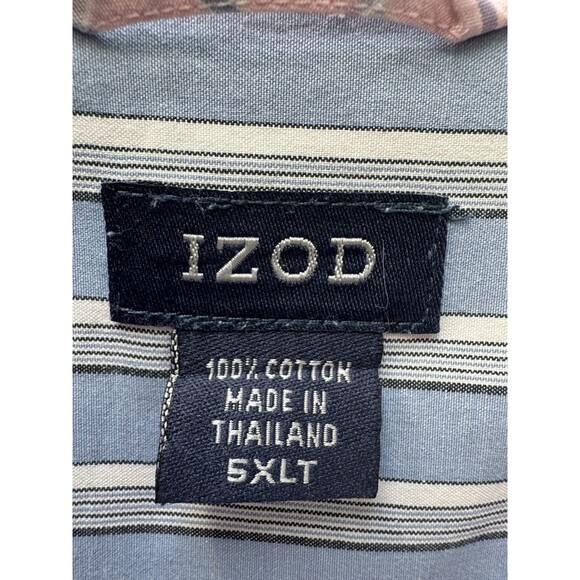 IZOD
100% COTTON
MADE IN
THAILAND
5XLT